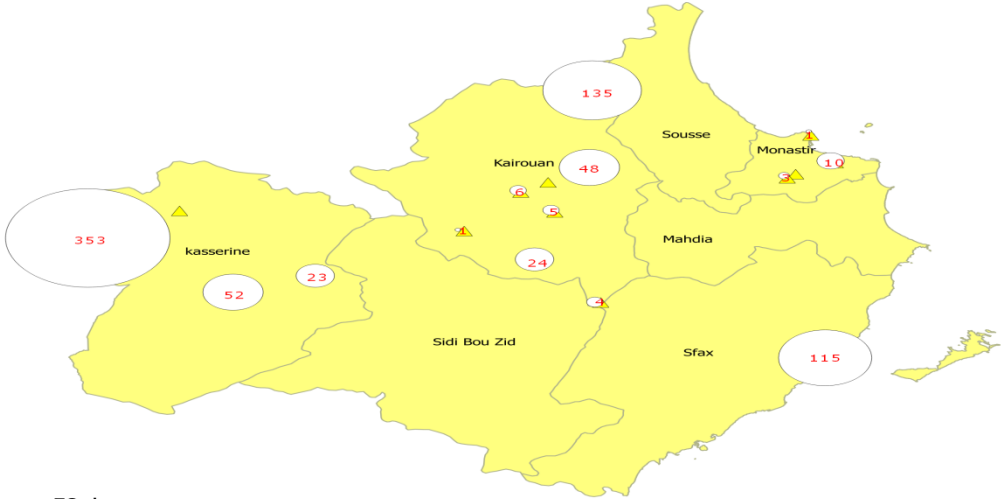 135
Sousse
1
Monastir
10
Kairouan
48
3
6
5
1
353
Mahdia
kasserine
24
23
52
4
Sidi Bou Zid
Sfax
115